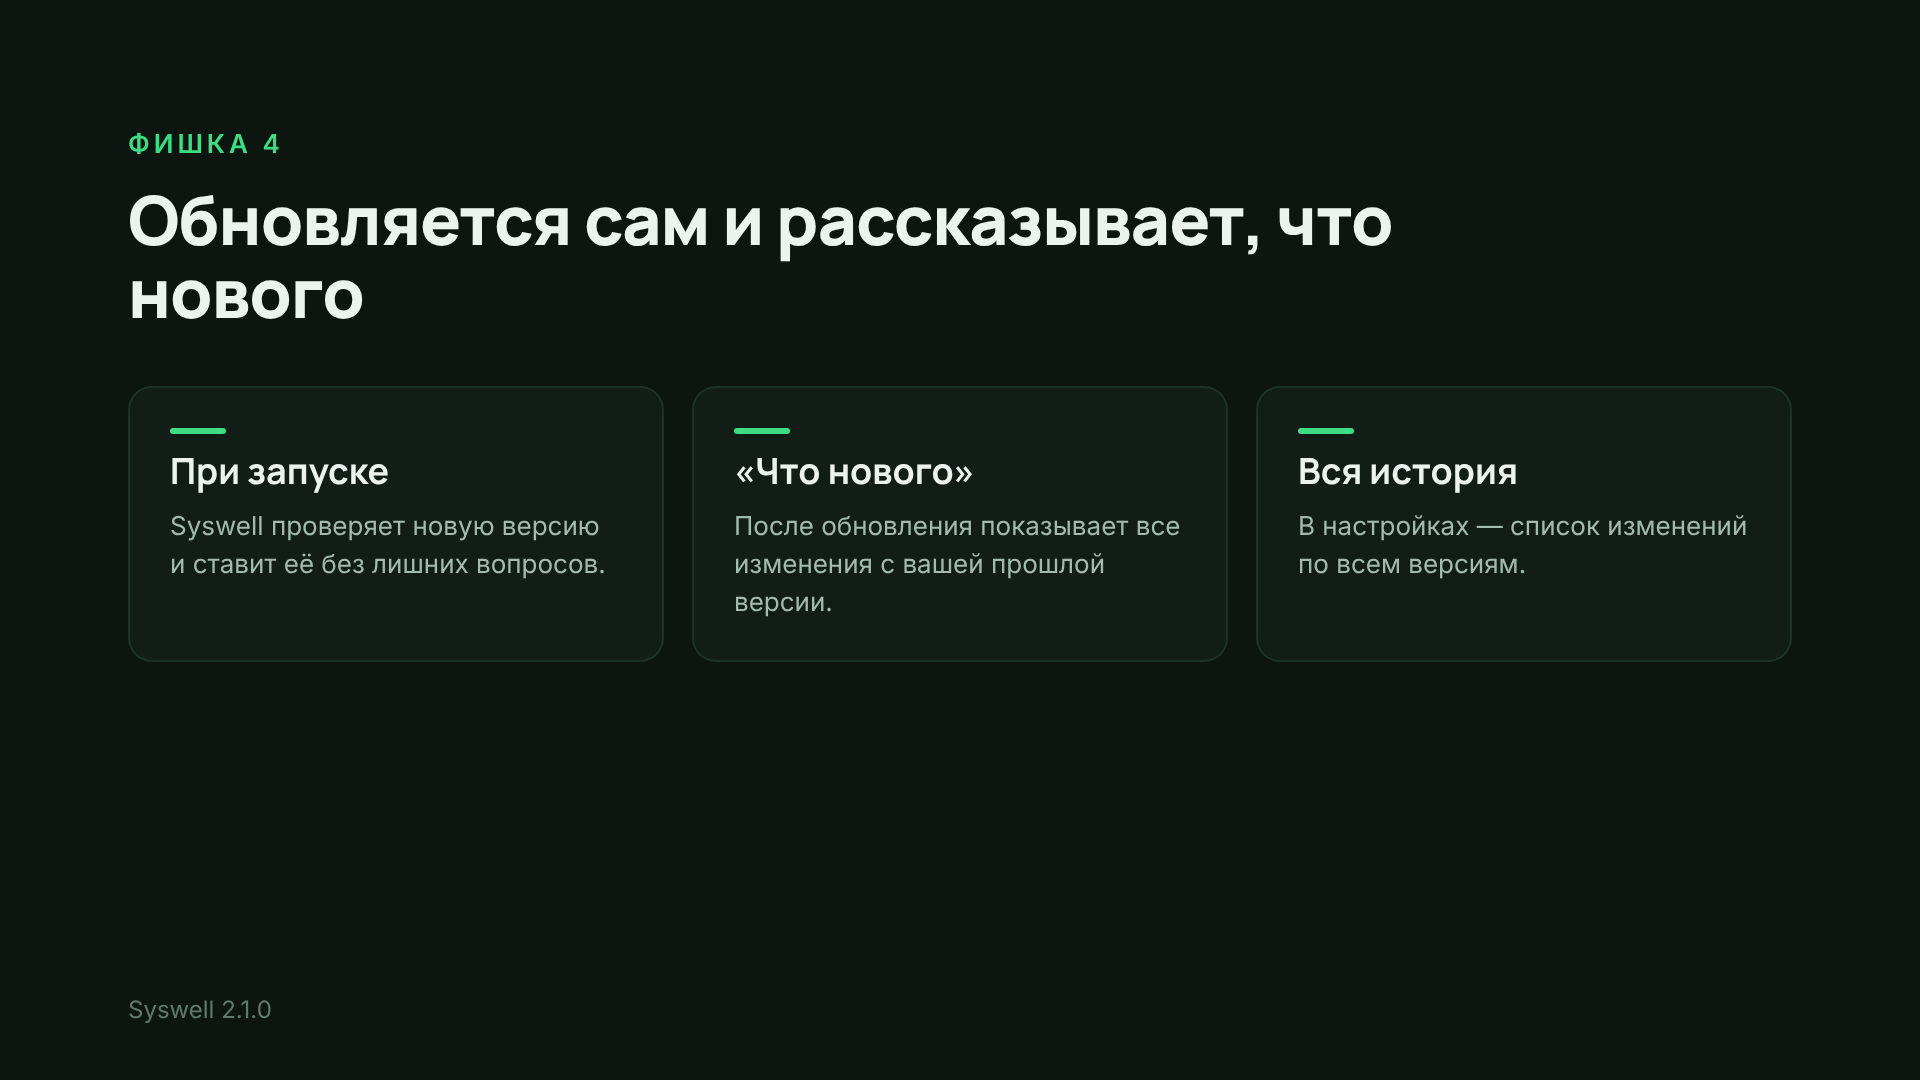 ФИШКА 4
Обновляется сам и рассказывает, что
нового
При запуске
Syswell проверяет новую версию
и ставит её без лишних вопросов.
«Что нового»
После обновления показывает все
изменения с вашей прошлой
версии.
Вся история
В настройках — список изменений
по всем версиям.
Syswell 2.1.0